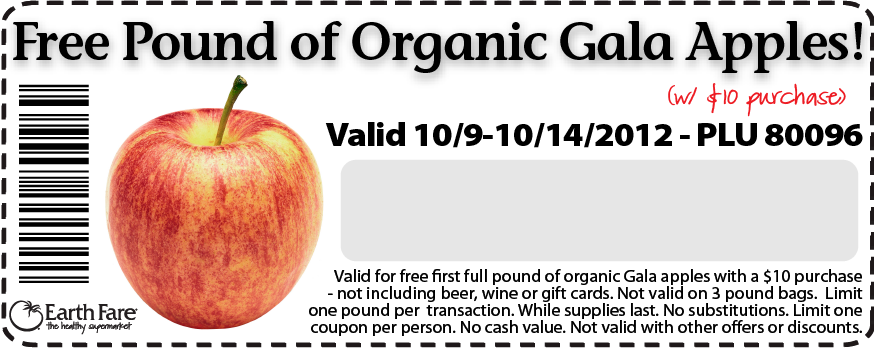 Free Pound of Organic Gala Apples!
(w/ $10 purchase)
Valid 10/9-10/14/2012 - PLU 80096
Valid for free first full pound of organic Gala apples with a $10 purchase
- not including beer, wine or gift cards. Not valid on 3 pound bags. Limit
one pound per transaction. While supplies last. No substitutions. Limit one
coupon per person. No cash value. Not valid with other offers or discounts.
Earth Fare
the healthy supermarket